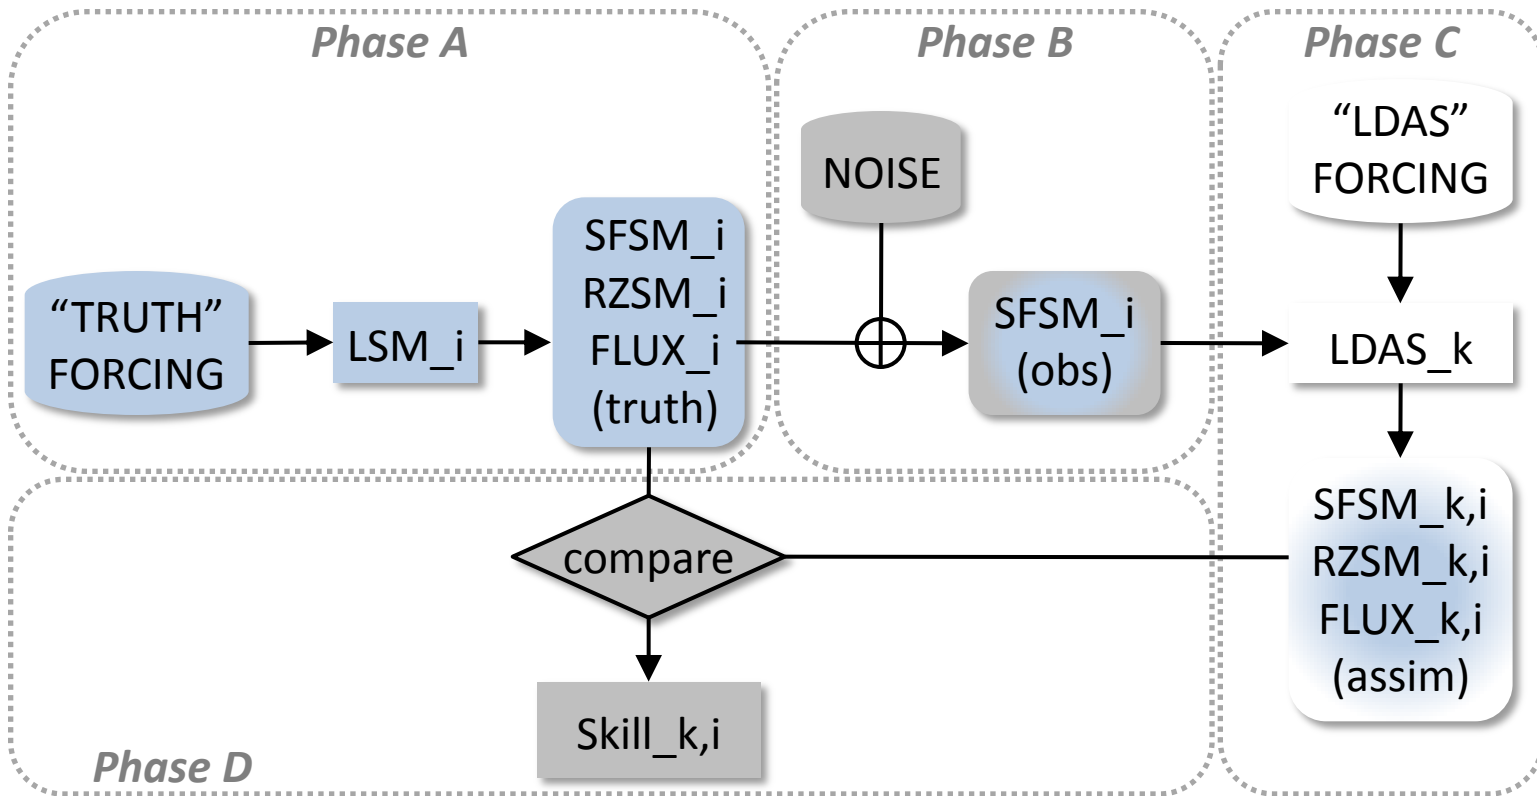 Phase A
“TRUTH”
FORCING
LSM_i
SFSM_i
RZSM_i
FLUX_i
(truth)
Phase B
NOISE
SFSM_i
(obs)
Phase C
“LDAS”
FORCING
LDAS_k
SFSM_k,i
RZSM_k,i
FLUX_k,i
(assim)
compare
Skill_k,i
Phase D